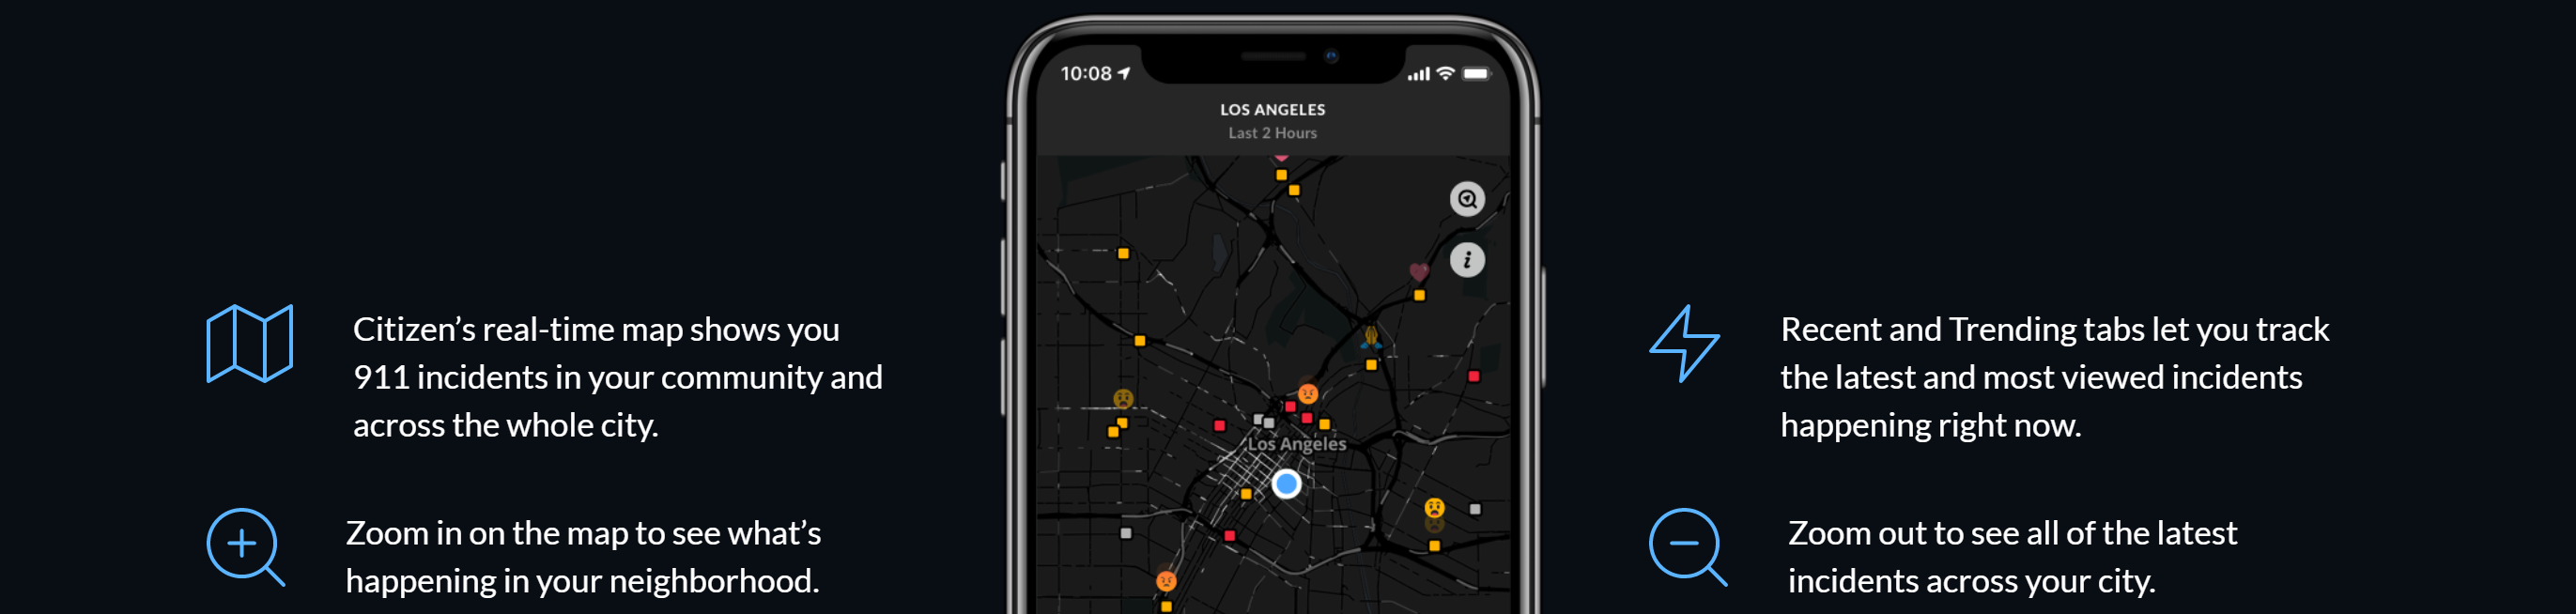 10:08
LOS ANGELES
Last 2 Hours
Los Angeles
Citizen’s real-time map shows you
911 incidents in your community and
across the whole city.
Zoom in on the map to see what’s
happening in your neighborhood.
Recent and Trending tabs let you track
the latest and most viewed incidents
happening right now.
Zoom out to see all of the latest
incidents across your city.